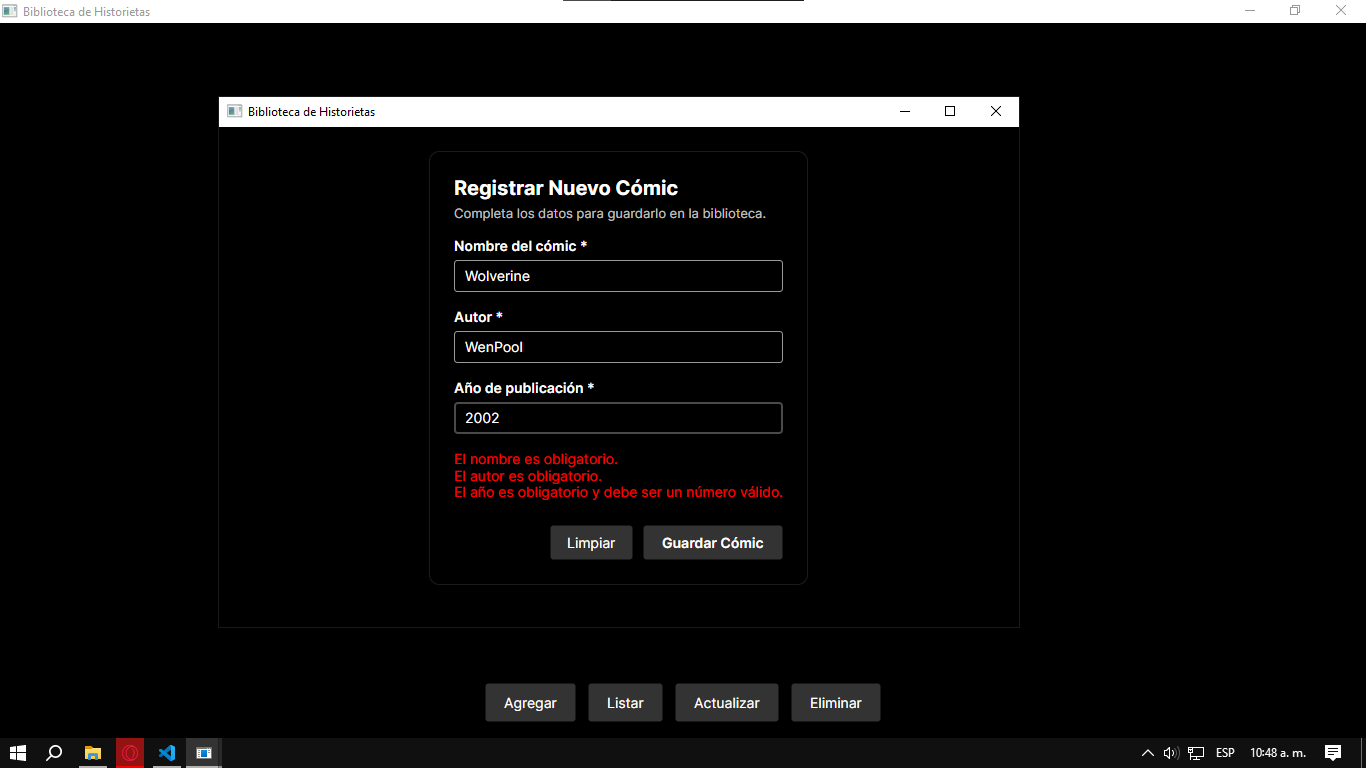 Biblioteca de Historietas
Biblioteca de Historietas
Registrar Nuevo Cómic
Completa los datos para guardarlo en la biblioteca.
Nombre del cómic *
Wolverine
Autor *
WenPool
Año de publicación *
2002
El nombre es obligatorio.
El autor es obligatorio.
El año es obligatorio y debe ser un número válido.
Limpiar Guardar Cómic
Agregar Listar Actualizar Eliminar
ESP 10:48 a. m.